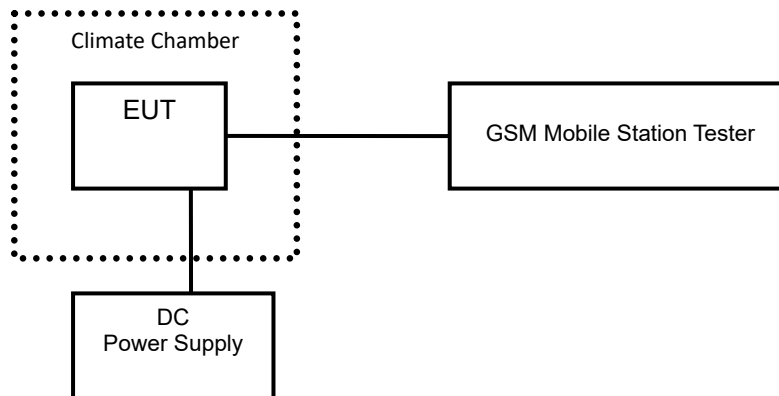 Climate Chamber
EUT
GSM Mobile Station Tester
DC
Power Supply